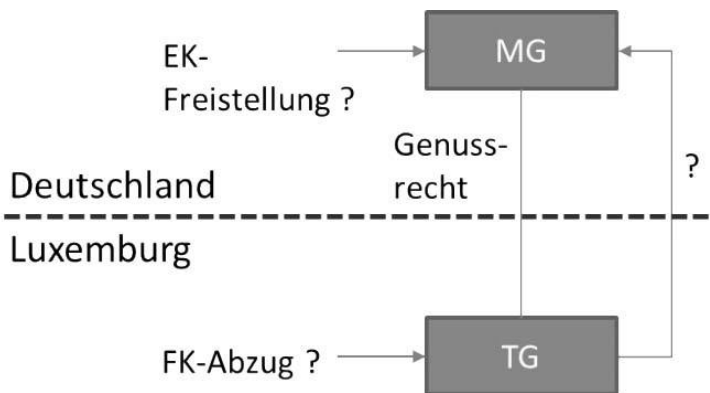 MG
EK-
Freistellung ?
Genuss-
recht
?
Deutschland
Luxemburg
FK-Abzug ?
TG